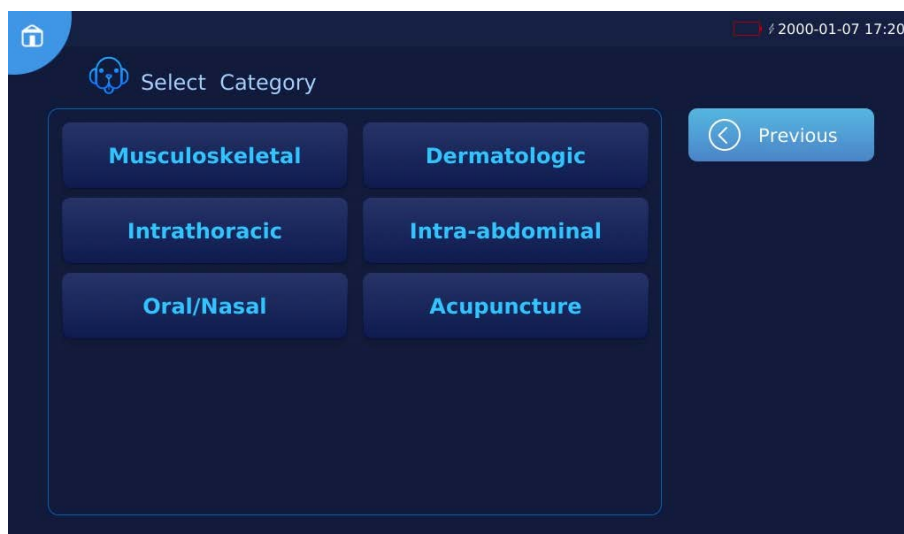 2000-01-07 17:20
Select Category
Musculoskeletal Dermatologic
Previous
Intrathoracic Intra-abdominal
Oral/Nasal Acupuncture